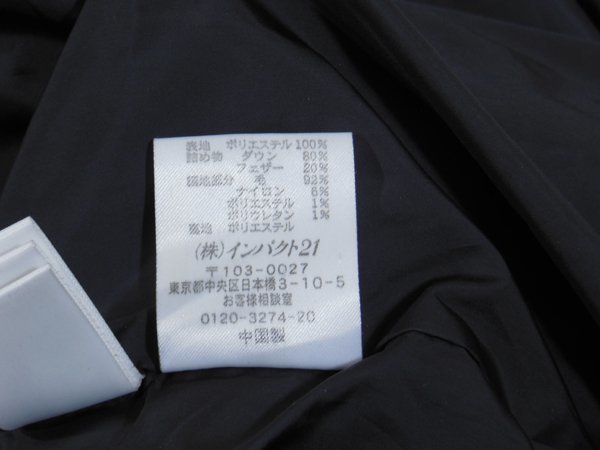 表地 ポリエステル 100%
詰め物 ダウン 80%
フェザー 20%
別地部分 毛 92%
ナイロン 6%
ポリエステル 1%
ポリウレタン 1%
裏地 ポリエステル
(株)インパクト21
〒103-0027
東京都中央区日本橋3-10-5
お客様相談室
0120-3274-20
中国製